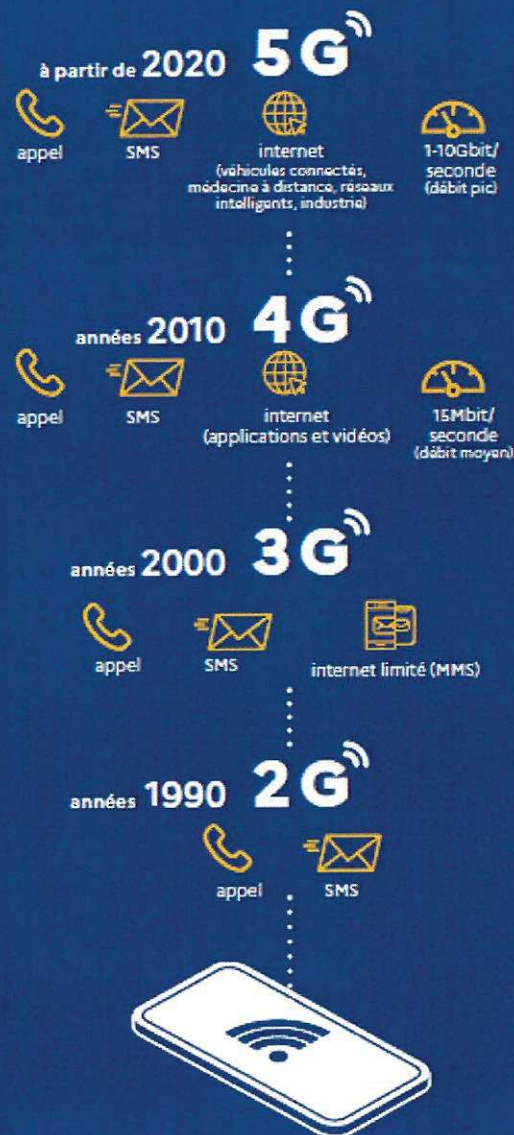 à partir de 2020 5G
appel
SMS
internet
(véhicules connectés,
médecine à distance, réseaux
intelligents, industrie)
1-10Gbit/
seconde
(débit pic)
années 2010 4G
appel
SMS
internet
(applications et vidéos)
15Mbit/
seconde
(débit moyen)
années 2000 3G
appel
SMS
internet limité (MMS)
années 1990 2G
appel
SMS